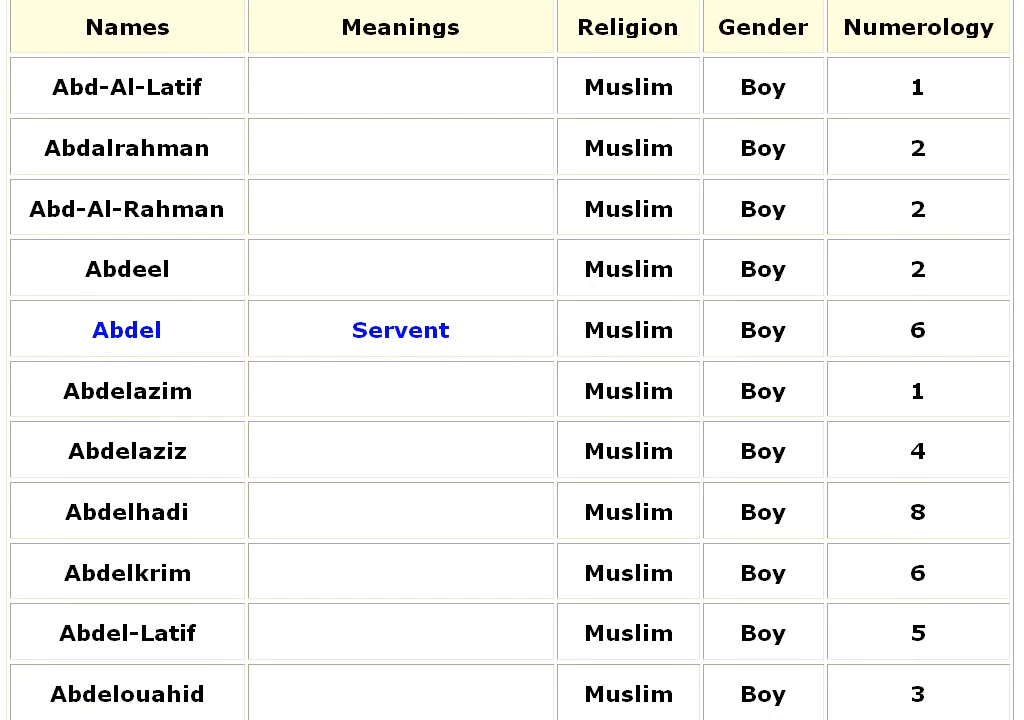 Names Meanings Religion Gender Numerology
Abd-Al-Latif Muslim Boy 1
Abdalrahman Muslim Boy 2
Abd-Al-Rahman Muslim Boy 2
Abdeel Muslim Boy 2
Abdel Servent Muslim Boy 6
Abdelazim Muslim Boy 1
Abdelaziz Muslim Boy 4
Abdelhadi Muslim Boy 8
Abdelkrim Muslim Boy 6
Abdel-Latif Muslim Boy 5
Abdelouahid Muslim Boy 3